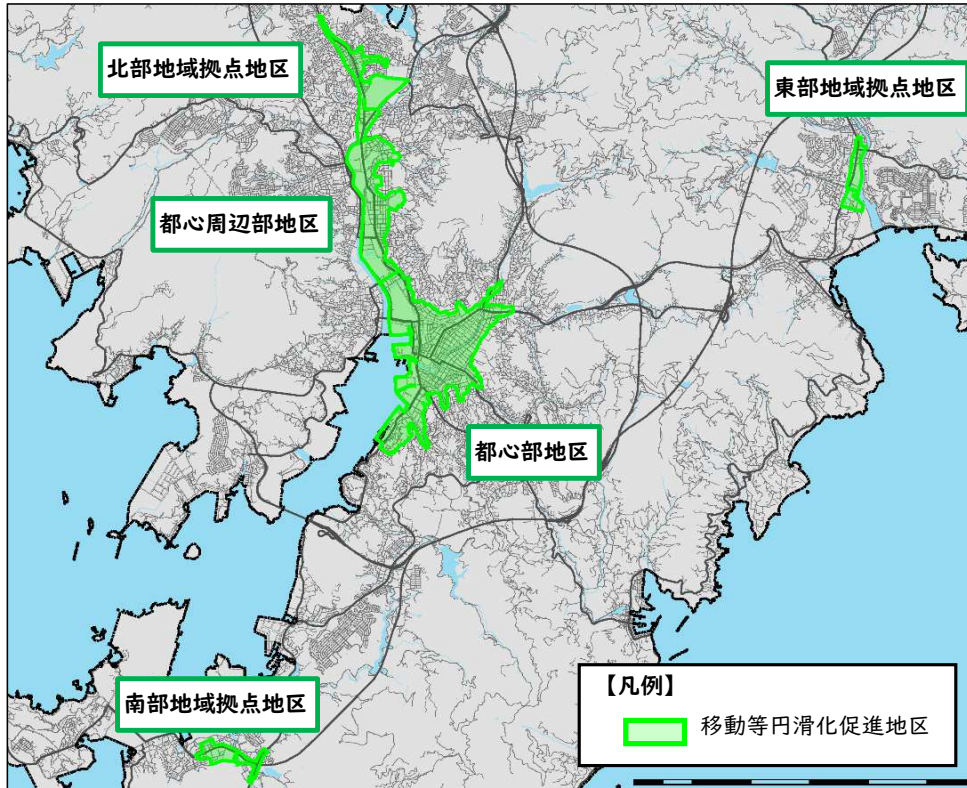 北部地域拠点地区
東部地域拠点地区
都心周辺部地区
都心部地区
南部地域拠点地区
【凡例】
移動等円滑化促進地区